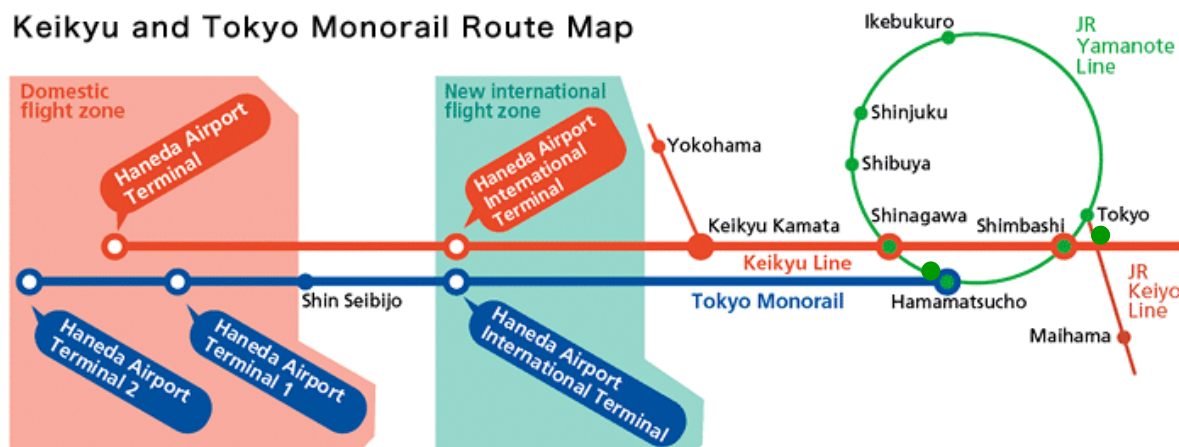 Keikyu and Tokyo Monorail Route Map
Domestic
flight zone
New international
flight zone
Haneda Airport
Terminal
Haneda Airport
International
Terminal
Yokohama
Keikyu Kamata
Ikebukuro
JR
Yamanote
Line
Shinjuku
Shibuya
Shinagawa
Shimbashi
Tokyo
Keikyu Line
Tokyo Monorail
Shin Seibijo
Hamamatsucho
JR
Keiyo
Line
Maihama
Haneda Airport
Terminal 2
Haneda Airport
Terminal 1
Haneda Airport
International Terminal